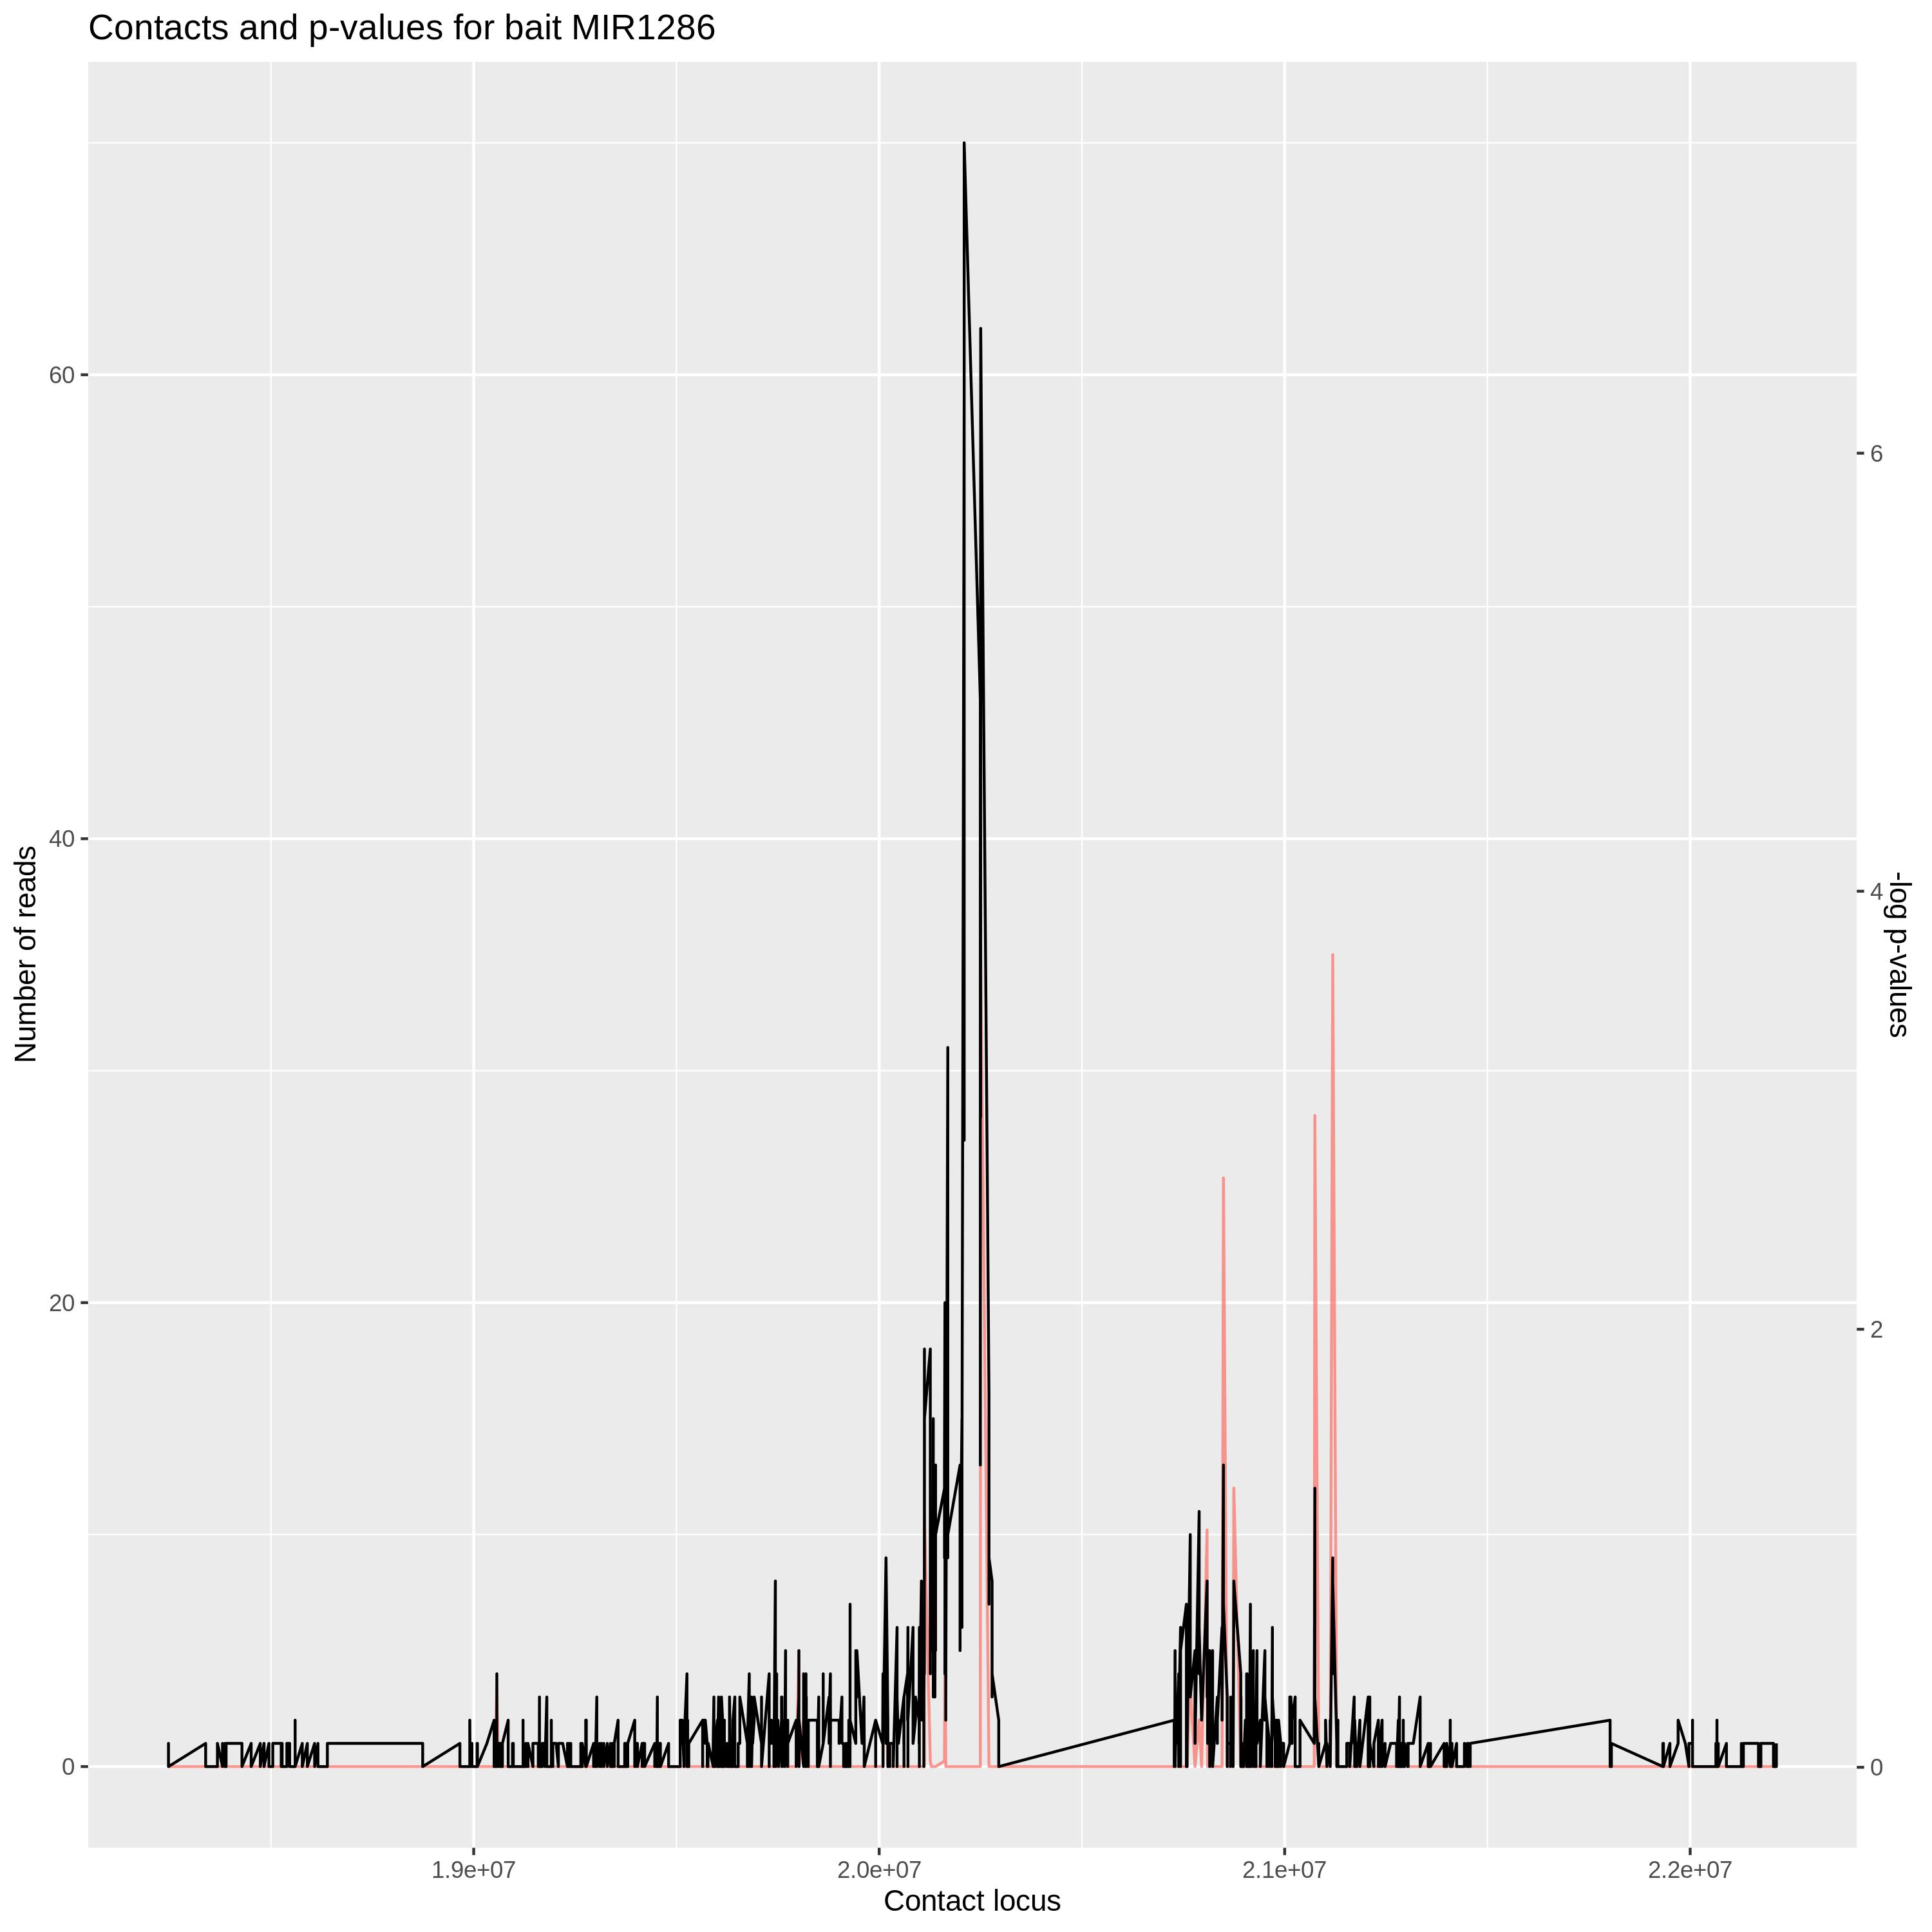 Contacts and p-values for bait MIR1286
60
40
20
0
6
4
2
0
Number of reads
-log p-values
1.9e+07
2.0e+07
2.1e+07
2.2e+07
Contact locus